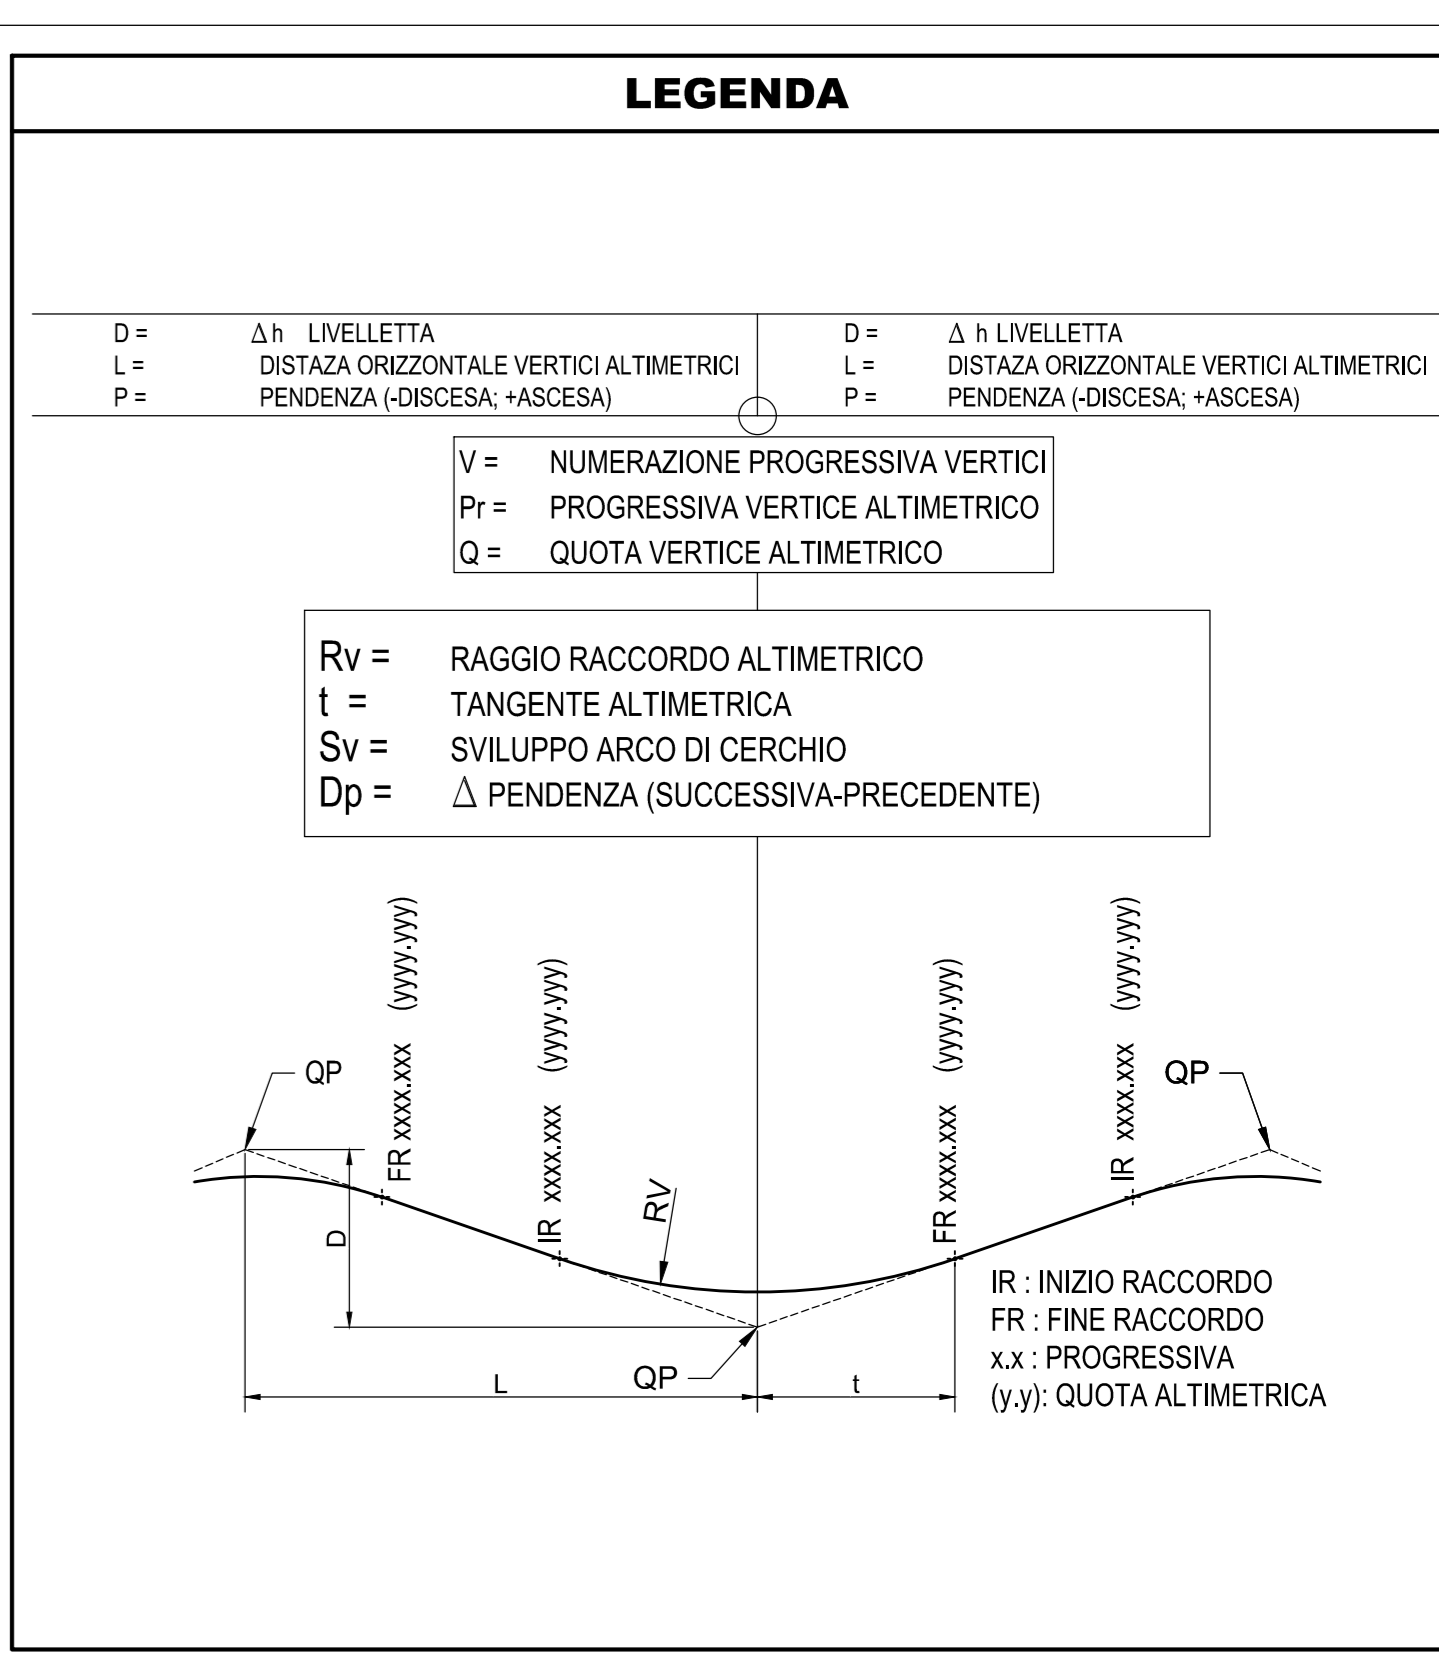 LEGENDA
D = Δ h LIVELLETTA
L = DISTAZA ORIZZONTALE VERTICI ALTIMETRICI
P = PENDENZA (-DISCESA; +ASCESA)
D = Δ h LIVELLETTA
L = DISTAZA ORIZZONTALE VERTICI ALTIMETRICI
P = PENDENZA (-DISCESA; +ASCESA)
V = NUMERAZIONE PROGRESSIVA VERTICI
Pr = PROGRESSIVA VERTICE ALTIMETRICO
Q = QUOTA VERTICE ALTIMETRICO
Rv = RAGGIO RACCORDO ALTIMETRICO
t = TANGENTE ALTIMETRICA
Sv = SVILUPPO ARCO DI CERCHIO
Dp = Δ PENDENZA (SUCCESSIVA-PRECEDENTE)
QP
FR xxxx.xxx (yyyy.yyy)
IR xxxx.xxx (yyyy.yyy)
FR xxxx.xxx (yyyy.yyy)
IR xxxx.xxx (yyyy.yyy)
QP
D
RV
IR : INIZIO RACCORDO
FR : FINE RACCORDO
x.x : PROGRESSIVA
(y.y): QUOTA ALTIMETRICA
L
QP
t